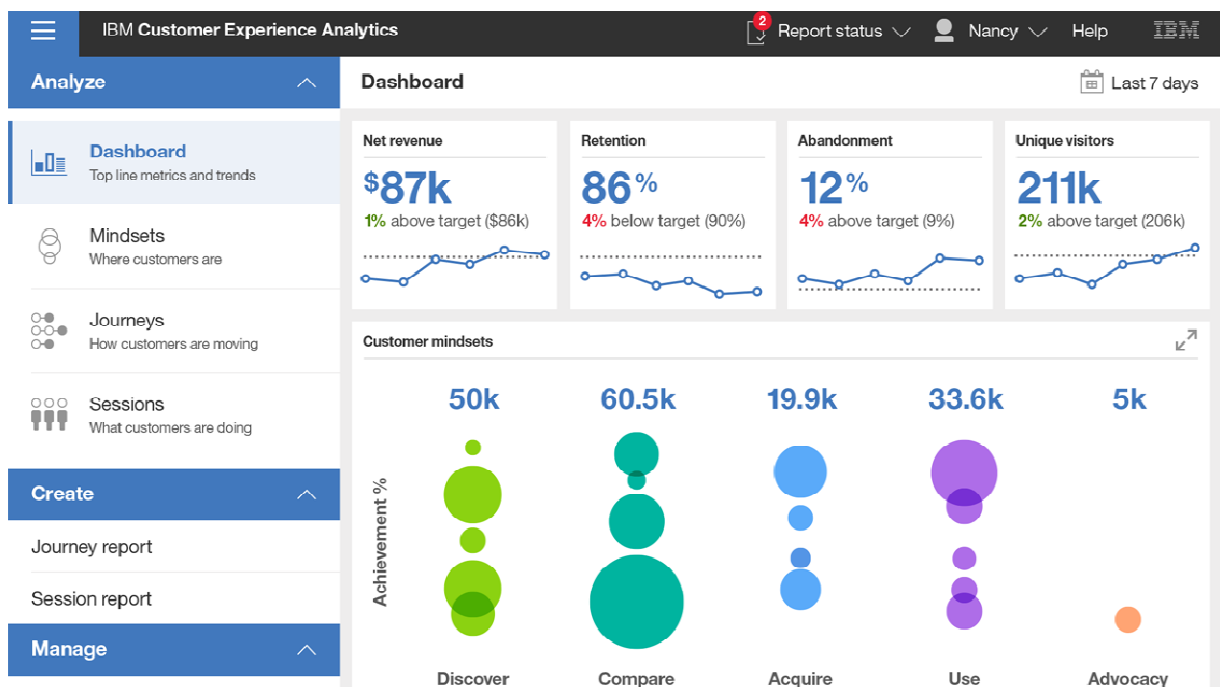 IBM Customer Experience Analytics
2
Report status
Nancy
Help
IBM
Analyze
Dashboard
Top line metrics and trends
Mindsets
Where customers are
Journeys
How customers are moving
Sessions
What customers are doing
Create
Journey report
Session report
Manage
Dashboard
Last 7 days
Net revenue
$87k
1% above target ($86k)
Retention
86%
4% below target (90%)
Abandonment
12%
4% above target (9%)
Unique visitors
211k
2% above target (206k)
Customer mindsets
50k
60.5k
19.9k
33.6k
5k
Achievement %
Discover
Compare
Acquire
Use
Advocacy